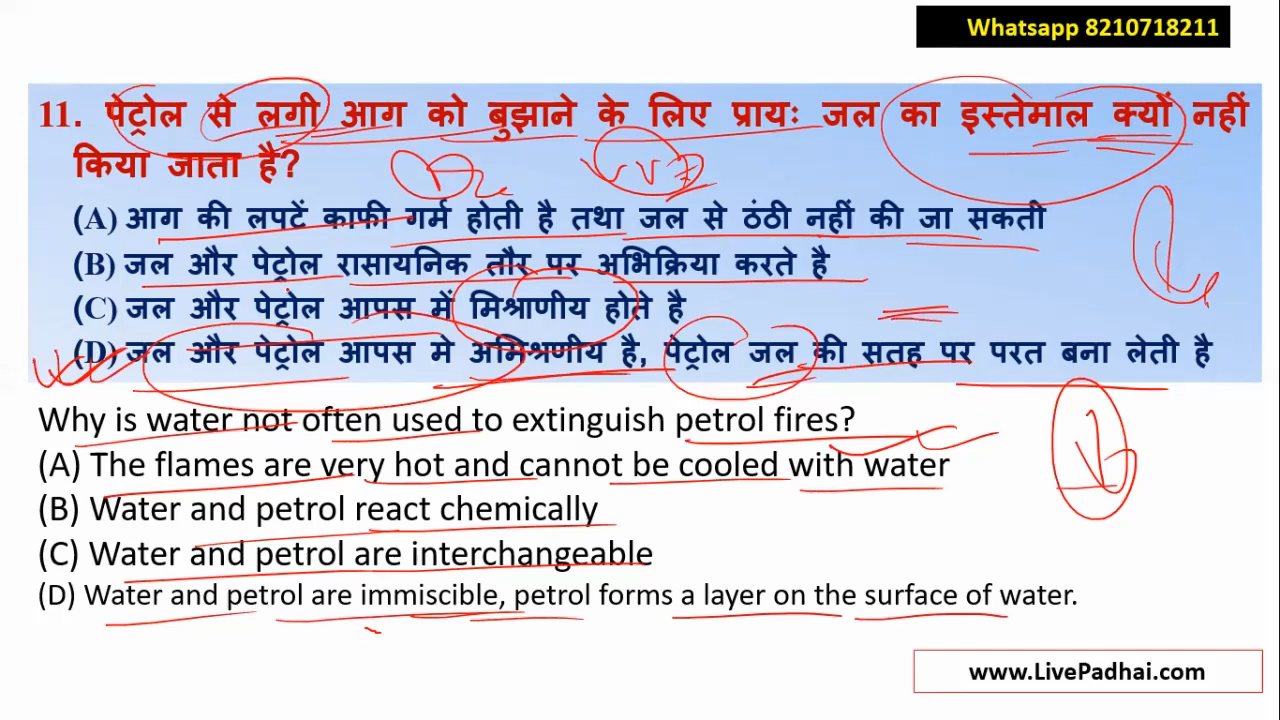 Whatsapp 8210718211
11. पेट्रोल से लगी आग को बुझाने के लिए प्रायः जल का इस्तेमाल क्यों नहीं
किया जाता है?
(A) आग की लपटें काफी गर्म होती है तथा जल से ठंठी नहीं की जा सकती
(B) जल और पेट्रोल रासायनिक तौर पर अभिक्रिया करते है
(C) जल और पेट्रोल आपस में मिश्राणीय होते है
(D) जल और पेट्रोल आपस मे अमिश्रणीय है, पेट्रोल जल की सतह पर परत बना लेती है
Why is water not often used to extinguish petrol fires?
(A) The flames are very hot and cannot be cooled with water
(B) Water and petrol react chemically
(C) Water and petrol are interchangeable
(D) Water and petrol are immiscible, petrol forms a layer on the surface of water.
www.LivePadhai.com